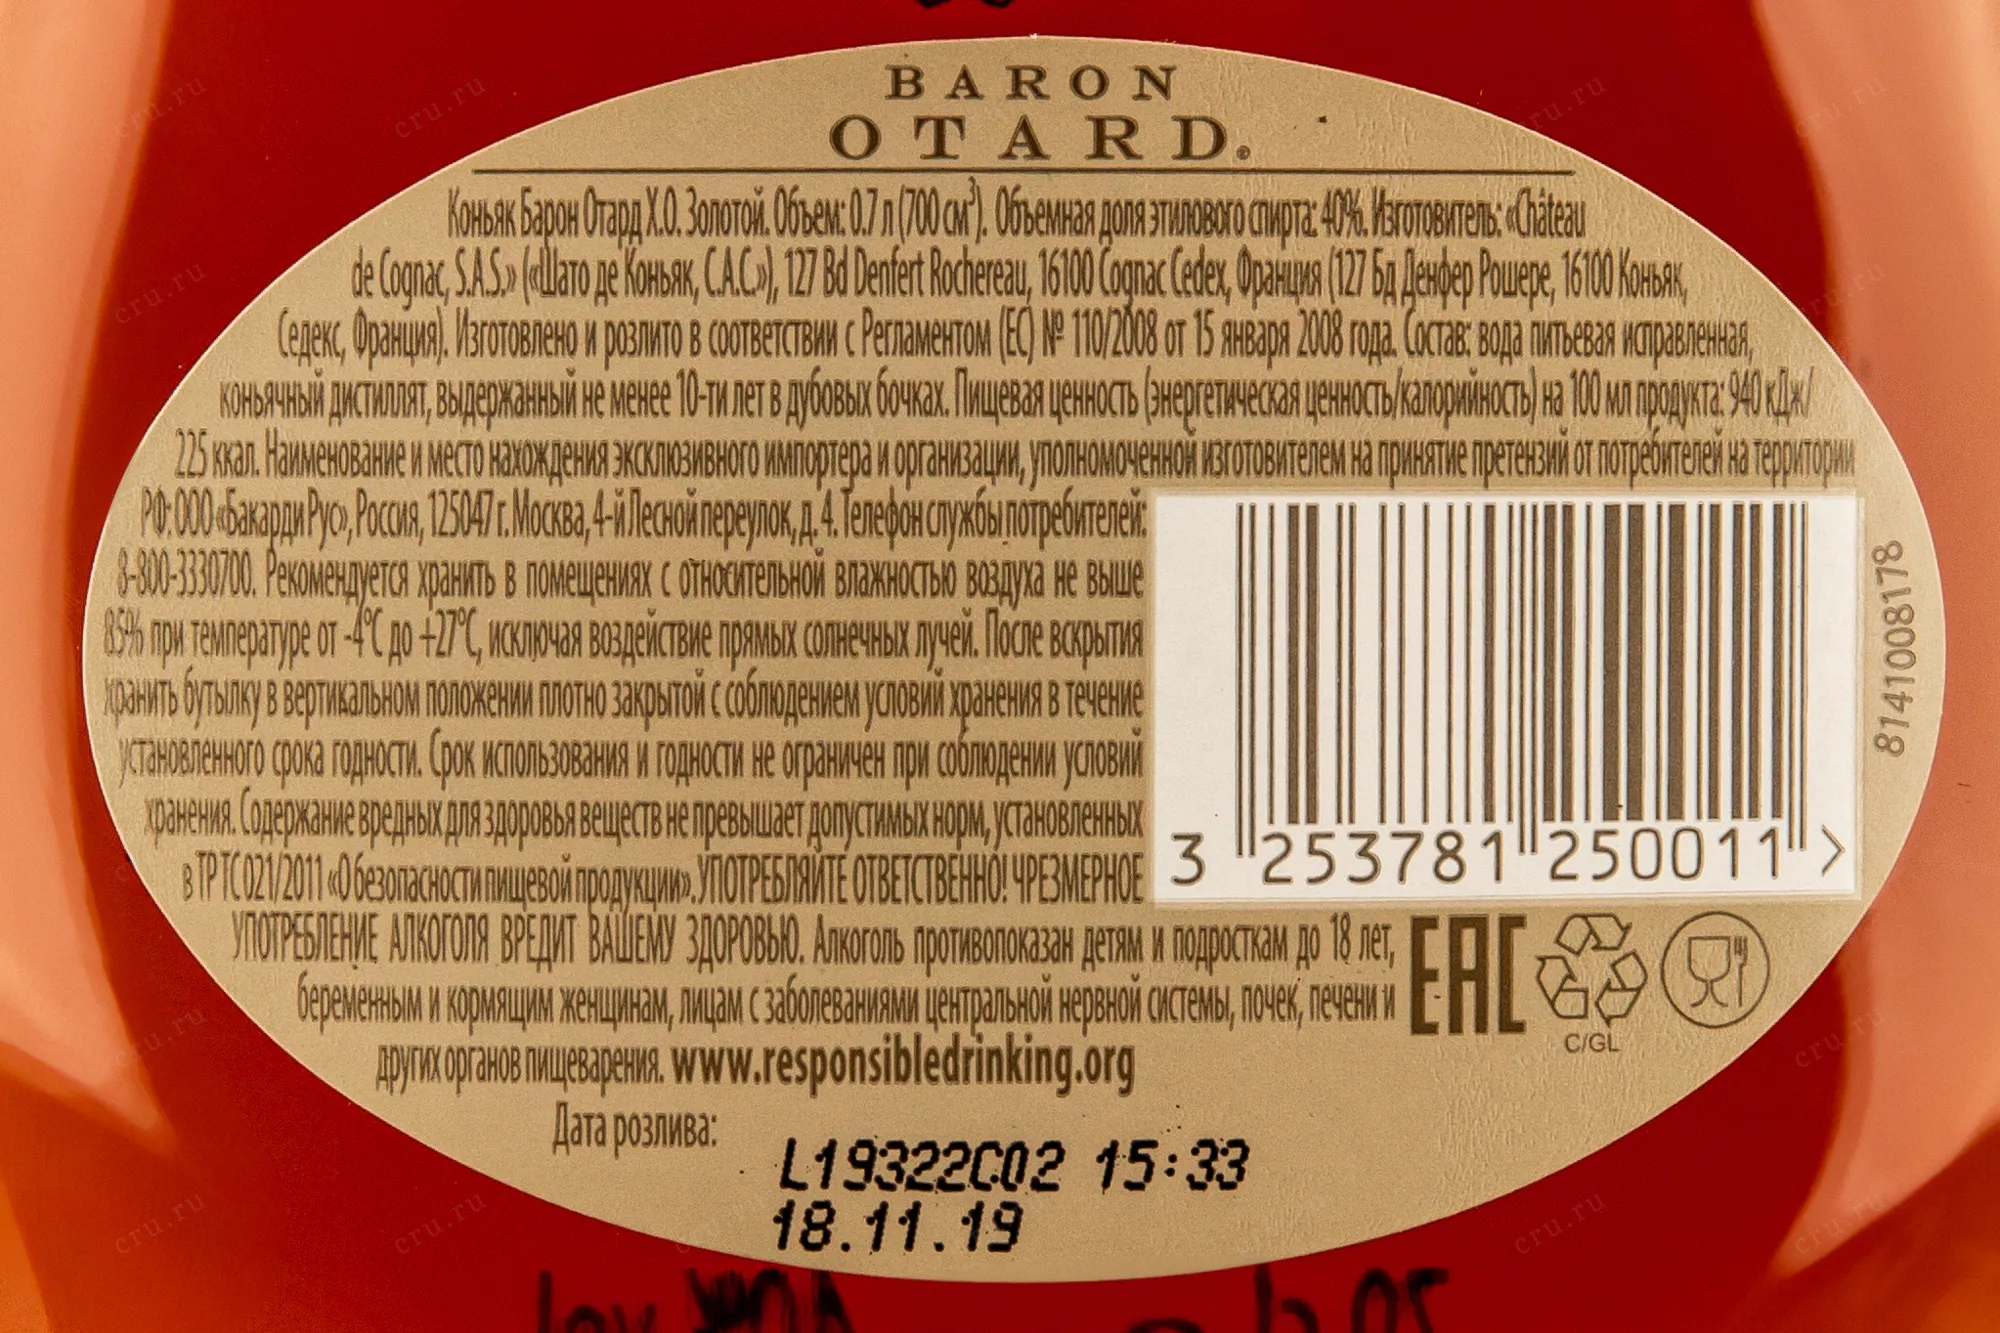 BARON
OTARD®
Коньяк Барон Отард Х.О. Золотой. Объем: 0.7 л (700 см³). Объемная доля этилового спирта: 40%. Изготовитель: «Château
de Cognac, S.A.S.» («Шато де Коньяк, С.А.С.»), 127 Bd Denfert Rochereau, 16100 Cognac Cedex, Франция (127 Бд Денфер Рошере, 16100 Коньяк,
Седекс, Франция). Изготовлено и розлито в соответствии с Регламентом (ЕС) № 110/2008 от 15 января 2008 года. Состав: вода питьевая исправленная,
коньячный дистиллят, выдержанный не менее 10-ти лет в дубовых бочках. Пищевая ценность (энергетическая ценность/калорийность) на 100 мл продукта: 940 кДж/
225 ккал. Наименование и место нахождения эксклюзивного импортера и организации, уполномоченной изготовителем на принятие претензий от потребителей на территории
РФ: ООО «Бакарди Рус», Россия, 125047 г. Москва, 4-й Лесной переулок, д. 4. Телефон службы потребителей:
8-800-3330700. Рекомендуется хранить в помещениях с относительной влажностью воздуха не выше
85% при температуре от -4°С до +27°С, исключая воздействие прямых солнечных лучей. После вскрытия
хранить бутылку в вертикальном положении плотно закрытой с соблюдением условий хранения в течение
установленного срока годности. Срок использования и годности не ограничен при соблюдении условий
хранения. Содержание вредных для здоровья веществ не превышает допустимых норм, установленных
в ТР ТС 021/2011 «О безопасности пищевой продукции». УПОТРЕБЛЯЙТЕ ОТВЕТСТВЕННО! ЧРЕЗМЕРНОЕ
УПОТРЕБЛЕНИЕ АЛКОГОЛЯ ВРЕДИТ ВАШЕМУ ЗДОРОВЬЮ. Алкоголь противопоказан детям и подросткам до 18 лет,
беременным и кормящим женщинам, лицам с заболеваниями центральной нервной системы, почек, печени и
других органов пищеварения. www.responsibledrinking.org
3 253781 250011 >
8141008178
EAC
C/GL
Дата розлива:
L19322C02 15:33
18.11.19
cru.ru